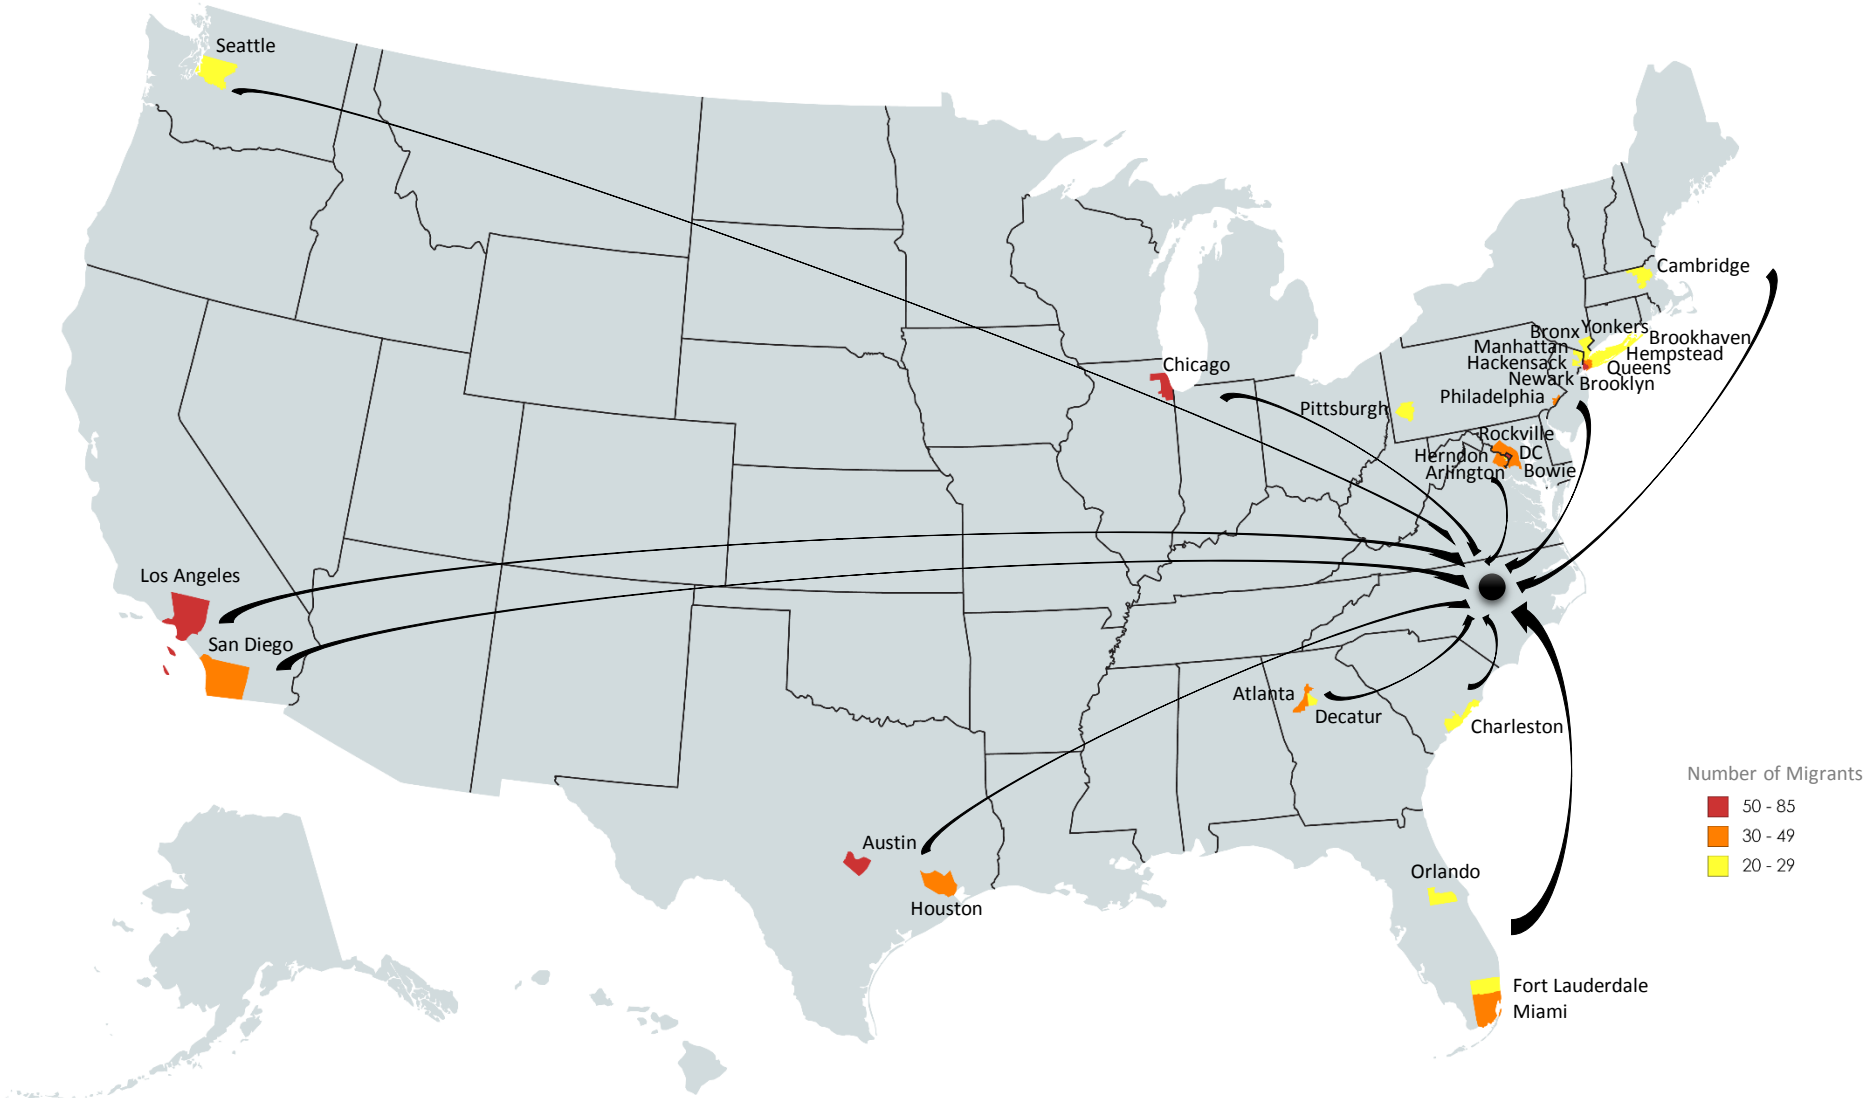 Seattle
Cambridge
Bronx
Yonkers
Brookhaven
Manhattan
Hempstead
Hackensack
Queens
Newark
Brooklyn
Chicago
Philadelphia
Pittsburgh
Rockville
Herndon
DC
Arlington
Bowie
Los Angeles
San Diego
Atlanta
Decatur
Charleston
Number of Migrants
50 - 85
30 - 49
20 - 29
Austin
Houston
Orlando
Fort Lauderdale
Miami